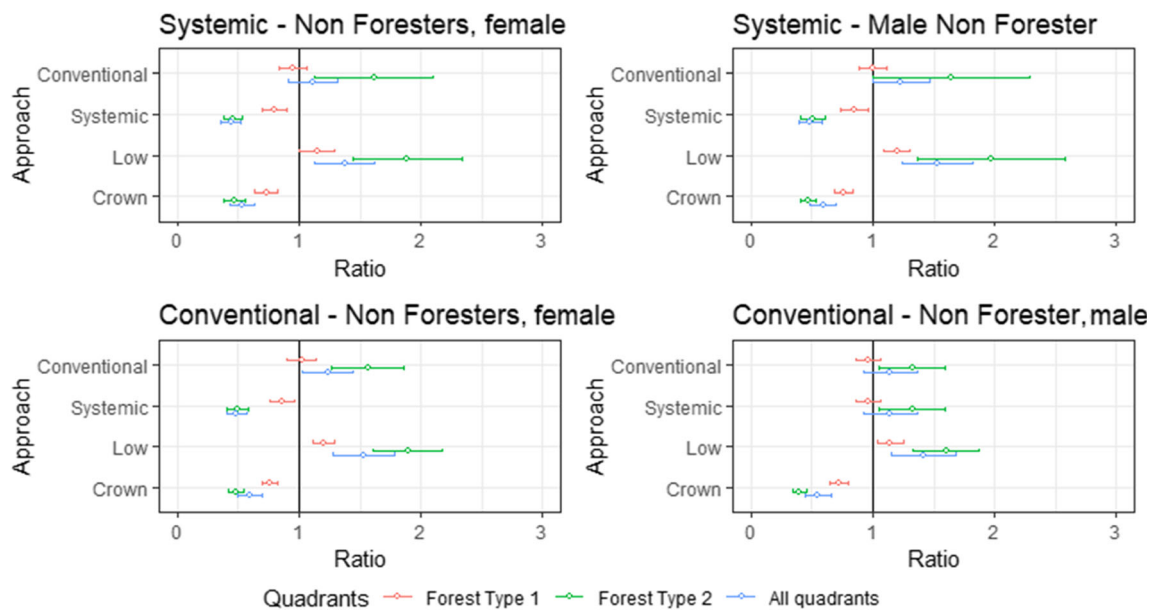 Systemic - Non Foresters, female
Approach
Conventional
Systemic
Low
Crown
0 1 2 3
Ratio
Systemic - Male Non Forester
Approach
Conventional
Systemic
Low
Crown
0 1 2 3
Ratio
Conventional - Non Foresters, female
Approach
Conventional
Systemic
Low
Crown
0 1 2 3
Ratio
Conventional - Non Forester, male
Approach
Conventional
Systemic
Low
Crown
0 1 2 3
Ratio
Quadrants Forest Type 1 Forest Type 2 All quadrants